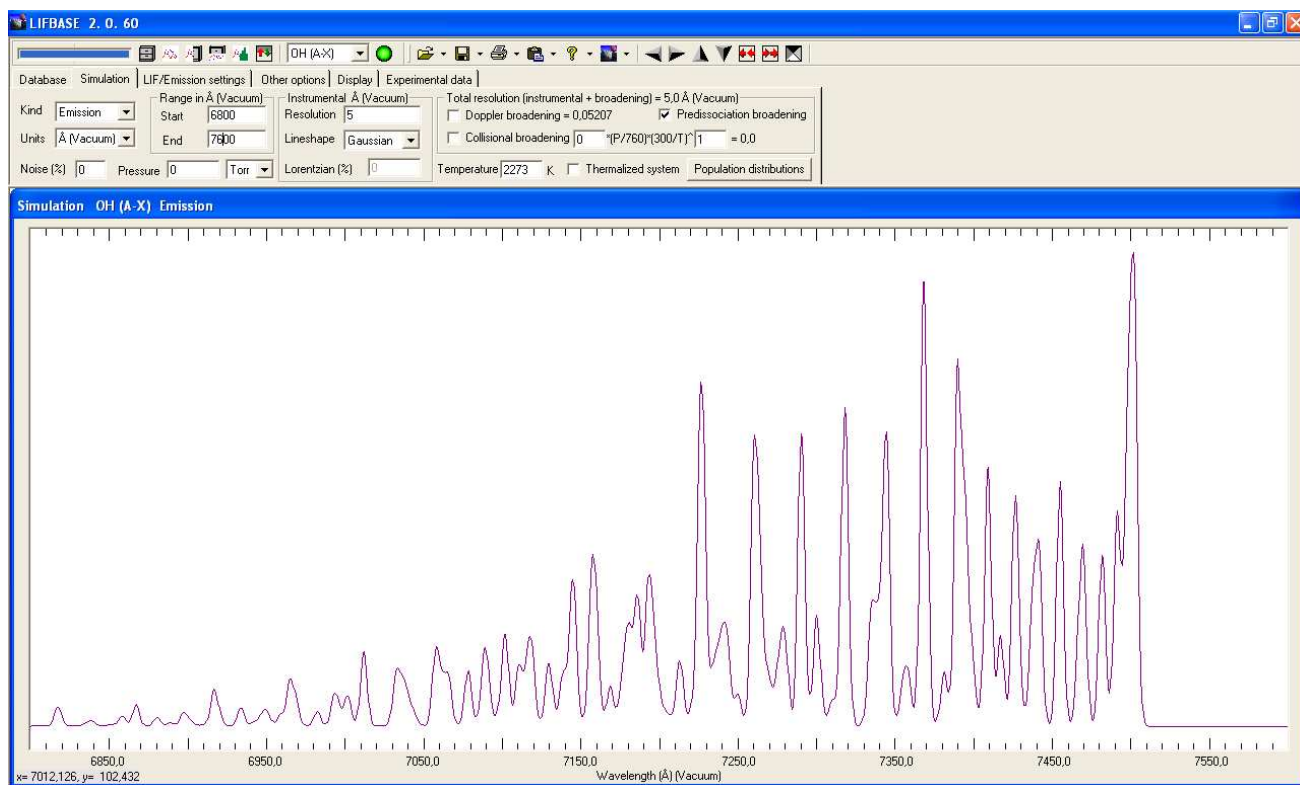 LIFBASE 2. 0. 60
OH (A-X)
Database Simulation LIF/Emission settings Other options Display Experimental data
Kind Emission
Units Å (Vacuum)
Noise (%) 0 Pressure 0 Torr
Range in Å (Vacuum)
Start 6800
End 7600
Instrumental Å (Vacuum)
Resolution 5
Lineshape Gaussian
Lorentzian (%) 0
Total resolution (instrumental + broadening) = 5,0 Å (Vacuum)
Doppler broadening = 0,05207 Predissociation broadening
Collisional broadening 0 *(P/760)*(300/T)^ 1 = 0,0
Temperature 2273 K Thermalized system Population distributions
Simulation OH (A-X) Emission
6850,0 6950,0 7050,0 7150,0 7250,0 7350,0 7450,0 7550,0
x= 7012,126, y= 102,432 Wavelength (Å) (Vacuum)